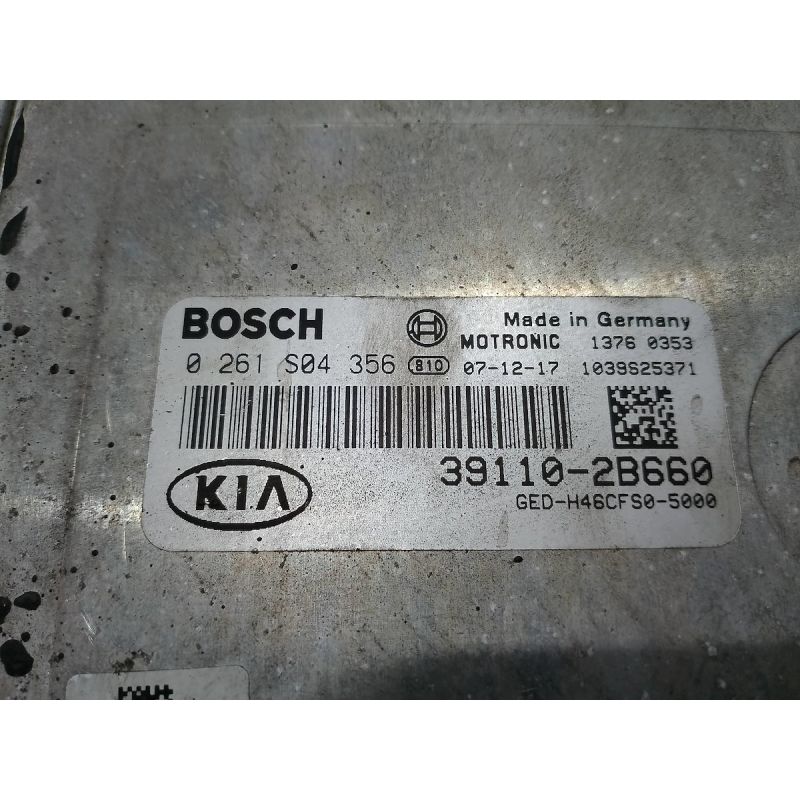 BOSCH
Made in Germany
MOTRONIC 1376 0353
0 261 S04 356 810 07-12-17 1039S25371
39110-2B660
KIA
GED-H46CFS0-5000